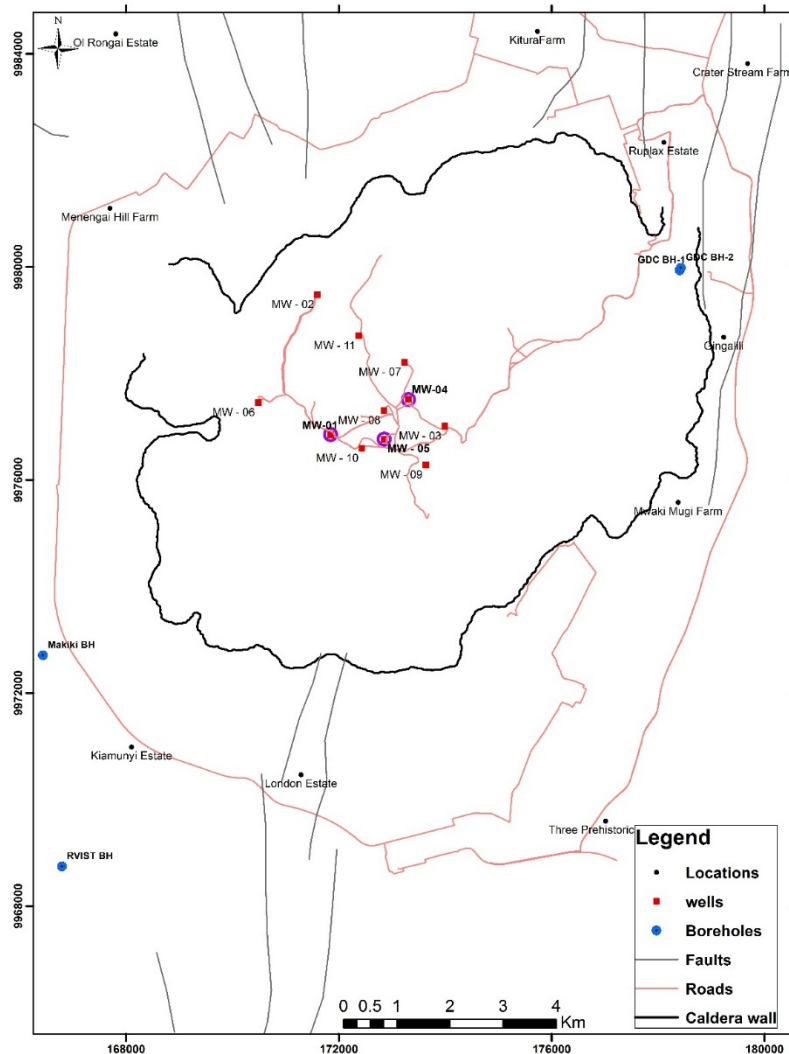 N
Ol Rongai Estate
KituraFarm
9984000
Crater Stream Farm
Ruplax Estate
Menengai Hill Farm
GDC BH-1
GDC BH-2
9980000
MW - 02
MW - 11
Gingalili
MW - 07
MW-04
MW - 06
MW - 08
MW-01
MW - 03
MW - 05
MW - 10
MW - 09
9976000
Mwaki Mugi Farm
Makiki BH
9972000
Kiamunyi Estate
London Estate
Three Prehistoric
RVIST BH
9968000
Legend
Locations
wells
Boreholes
Faults
Roads
Caldera wall
0 0.5 1 2 3 4
Km
168000 172000 176000 180000